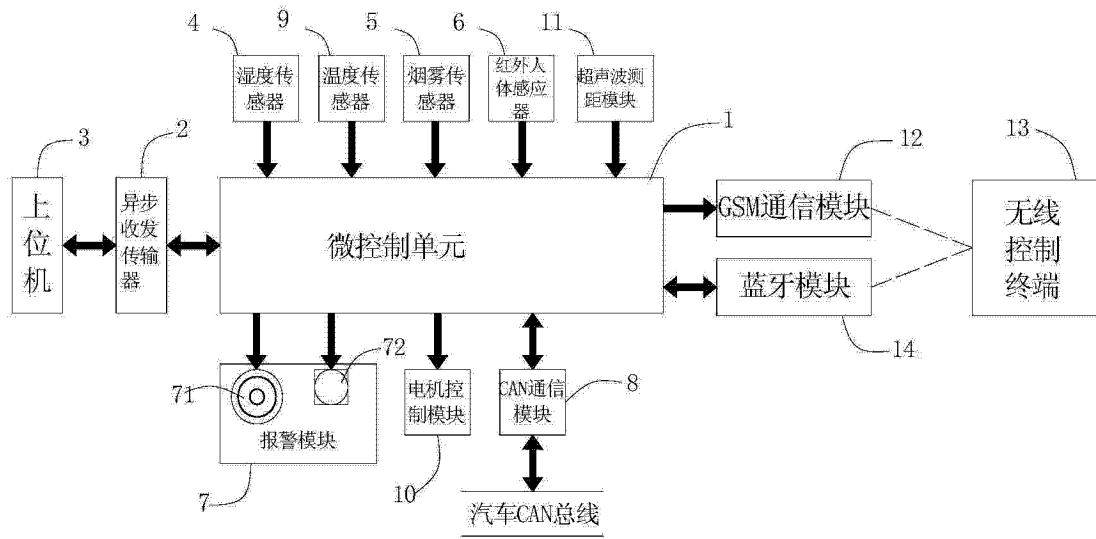 4
9
5
6
11
湿度传
感器
温度传
感器
烟雾传
感器
红外人
体感应
器
超声波测
距模块
1
12
13
3
2
上
位
机
异步
收发
传输
器
微控制单元
GSM通信模块
蓝牙模块
无线
控制
终端
14
71
72
报警模块
7
电机控
制模块
10
CAN通信
模块
8
汽车CAN总线